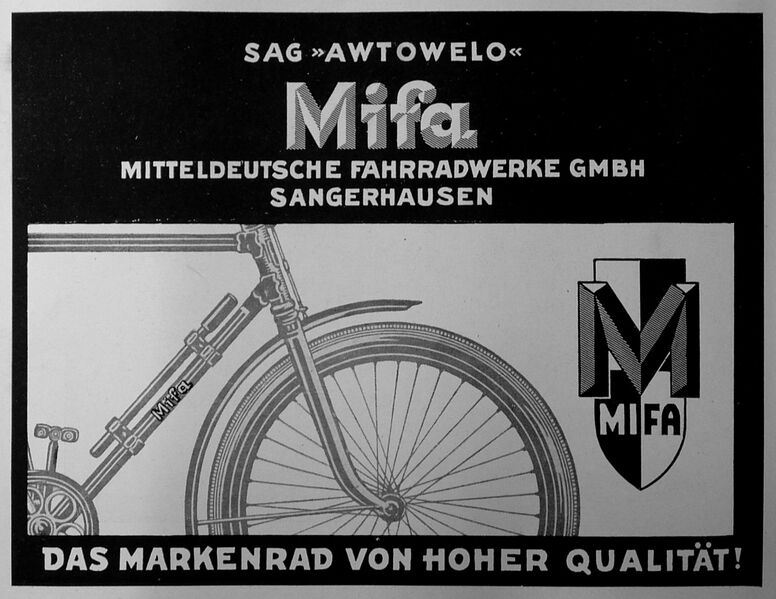 SAG »AWTOWELO«
Mifa
MITTELDEUTSCHE FAHRRADWERKE GMBH
SANGERHAUSEN
Mifa
M
MIFA
DAS MARKENRAD VON HOHER QUALITÄT!